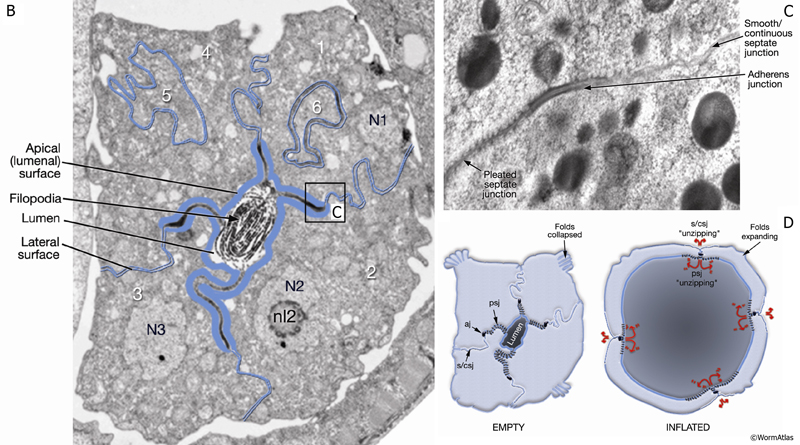 B
4
1
5
6
N1
Apical
(lumenal)
surface
Filopodia
Lumen
Lateral
surface
C
3
2
N2
nl2
N3
C
Smooth/
continuous
septate
junction
Adherens
junction
Pleated
septate
junction
D
Folds
collapsed
psj
aj
s/csj
Lumen
EMPTY
s/csj
"unzipping"
Folds
expanding
psj
"unzipping"
INFLATED
©WormAtlas